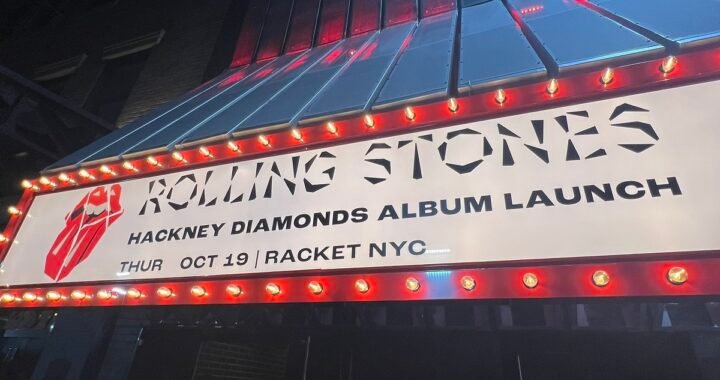 ROLLING STONES
HACKNEY DIAMONDS ALBUM LAUNCH
THUR OCT 19 | RACKET NYC